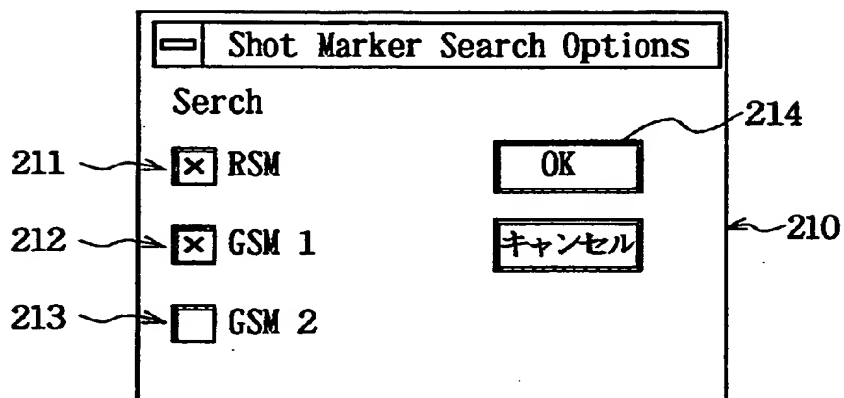 Shot Marker Search Options
Serch
214
211 RSM OK
212 GSM 1 キャンセル 210
213 GSM 2